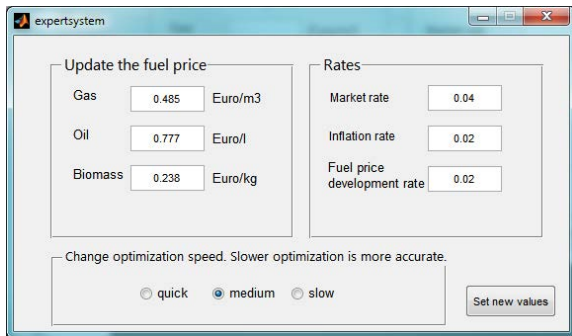 expertsystem
Update the fuel price
Gas 0.485 Euro/m3
Oil 0.777 Euro/l
Biomass 0.238 Euro/kg
Rates
Market rate 0.04
Inflation rate 0.02
Fuel price
development rate 0.02
Change optimization speed. Slower optimization is more accurate.
quick medium slow
Set new values